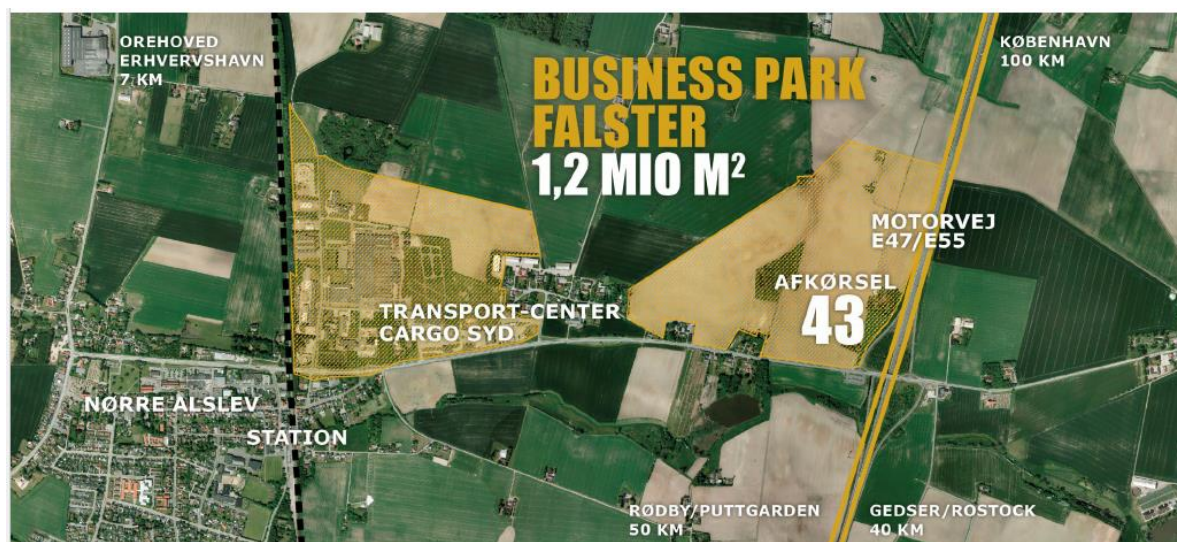 OREHOVED
ERHVERVSHAVN
7 KM
KØBENHAVN
100 KM
BUSINESS PARK
FALSTER
1,2 MIO M²
MOTORVEJ
E47/E55
AFKØRSEL
43
TRANSPORT-CENTER
CARGO SYD
NØRRE ALSLEV
STATION
RØDBY/PUTTGARDEN
50 KM
GEDSER/ROSTOCK
40 KM